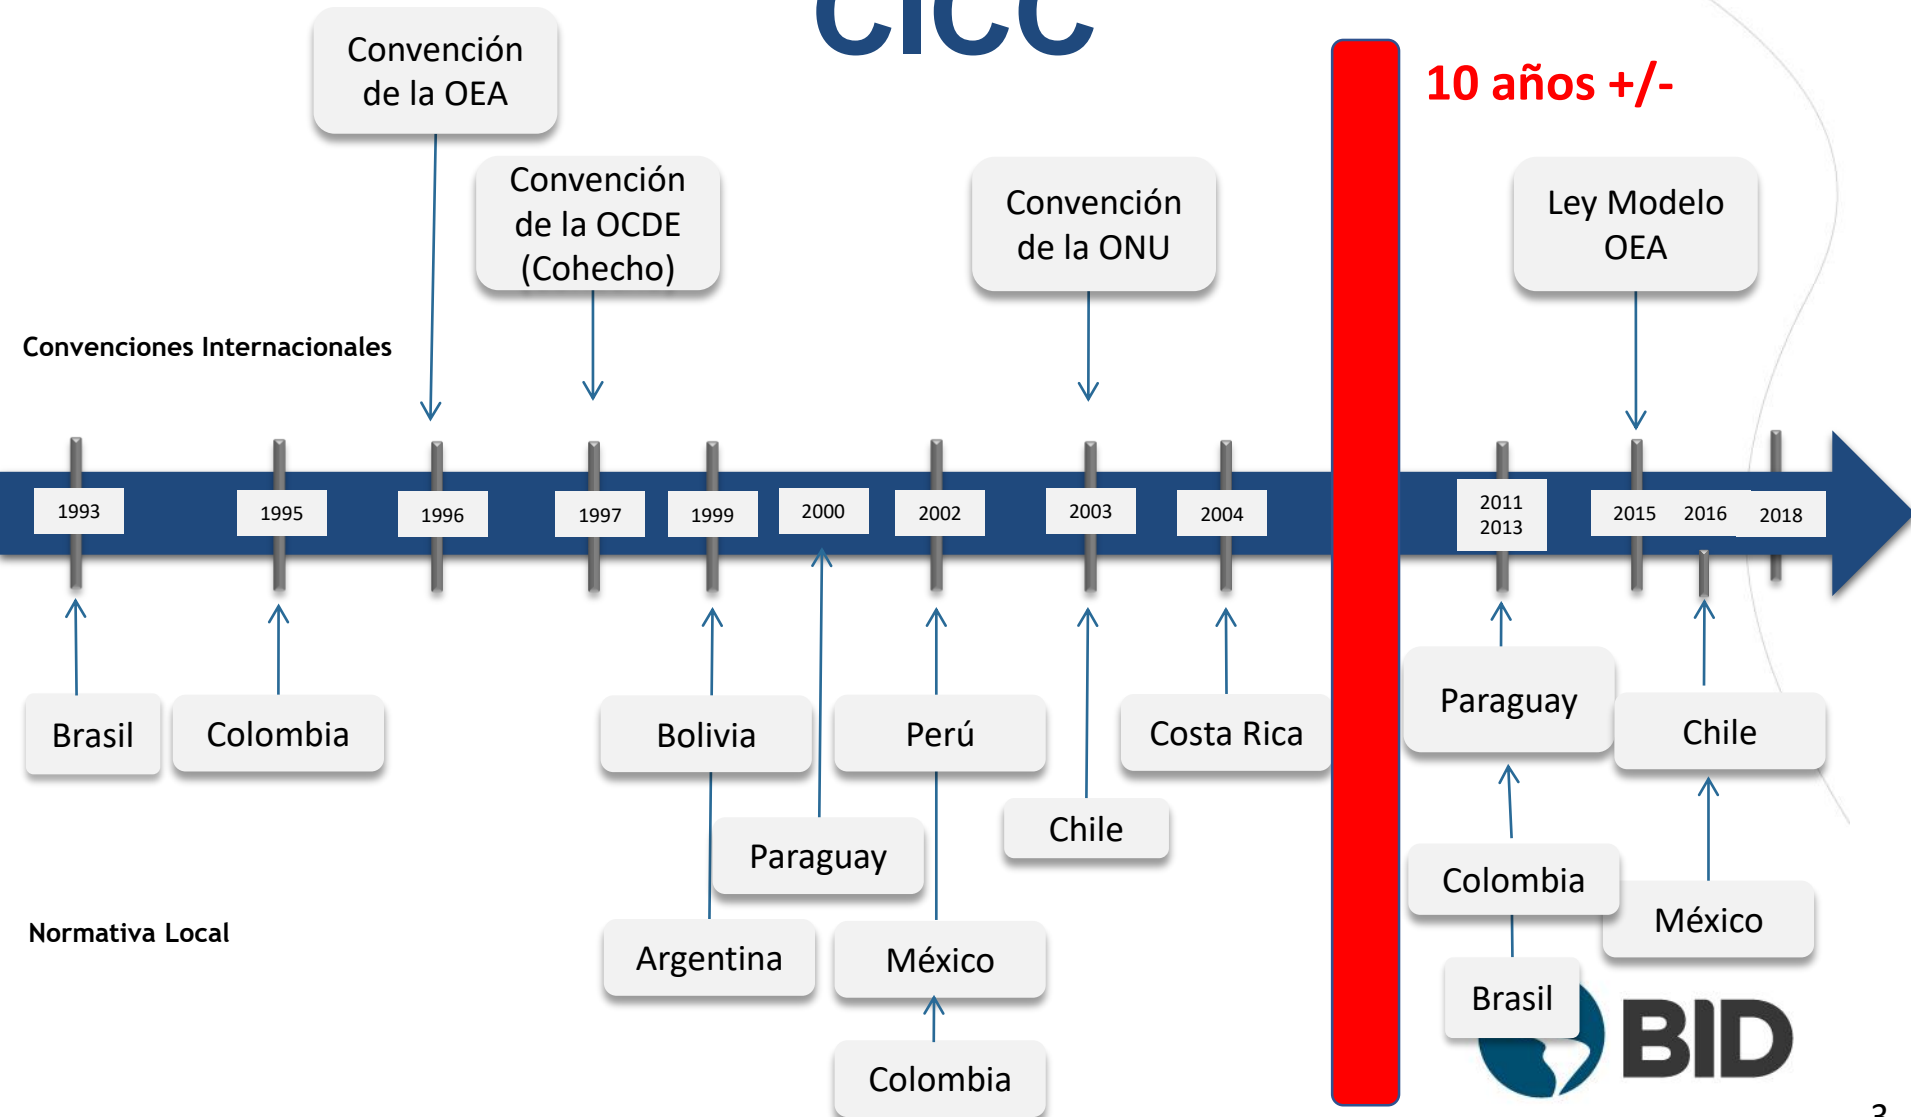 CICC
10 años +/-
Convención
de la OEA
Convención
de la OCDE
(Cohecho)
Convención
de la ONU
Ley Modelo
OEA
Convenciones Internacionales
1993
1995
1996
1997
1999
2000
2002
2003
2004
2011
2013
2015
2016
2018
Brasil
Colombia
Bolivia
Perú
Costa Rica
Paraguay
Chile
Chile
Paraguay
Colombia
México
Normativa Local
Argentina
México
Brasil
Colombia
BID
3